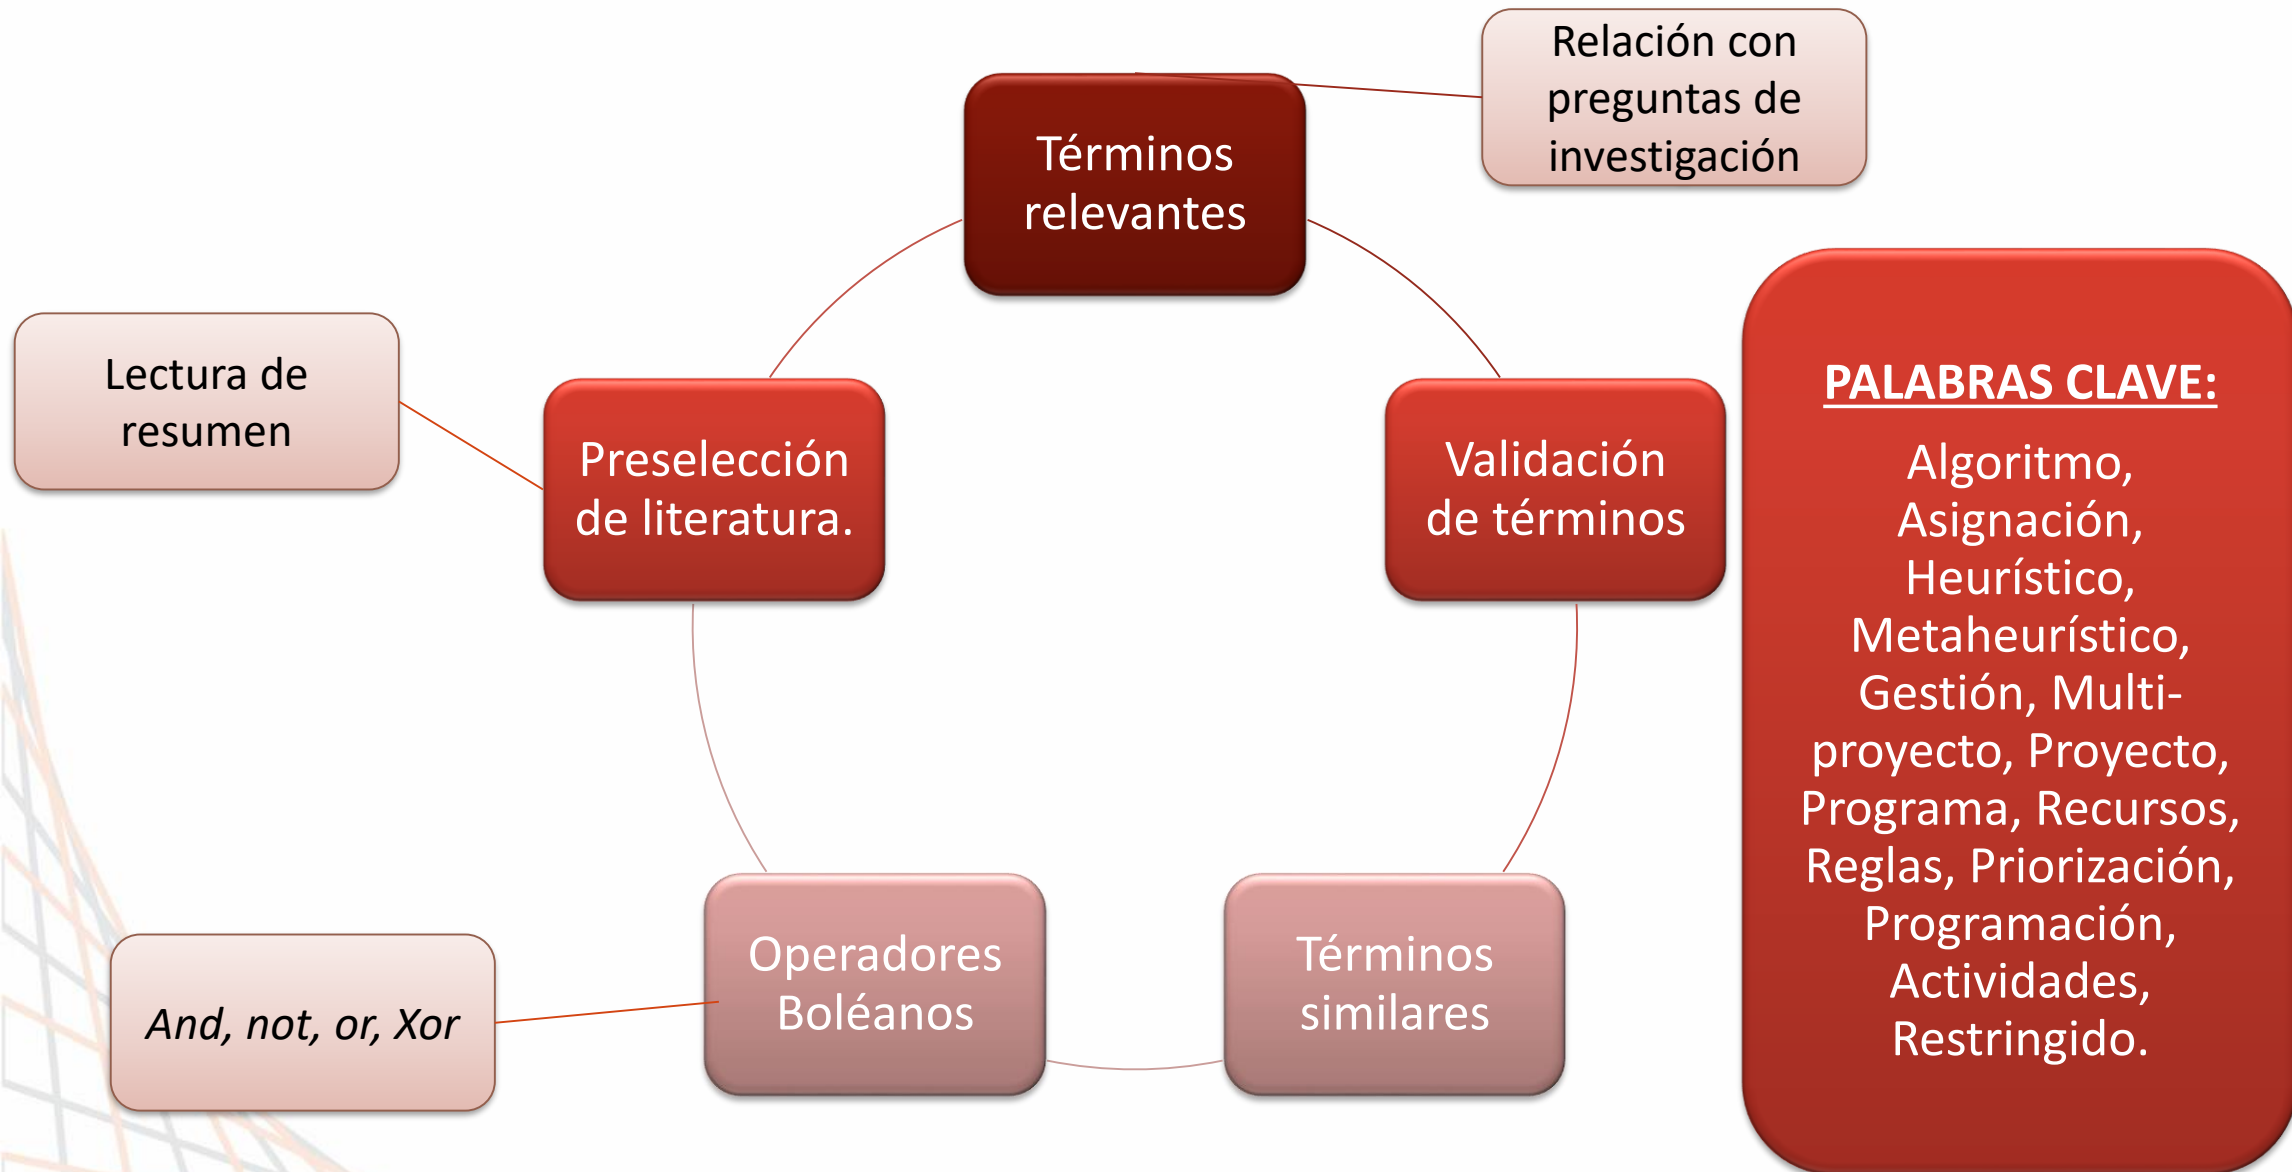 Relación con
preguntas de
investigación
Términos
relevantes
Lectura de
resumen
Preselección
de literatura.
Validación
de términos
PALABRAS CLAVE:
Algoritmo,
Asignación,
Heurístico,
Metaheurístico,
Gestión, Multi-
proyecto, Proyecto,
Programa, Recursos,
Reglas, Priorización,
Programación,
Actividades,
Restringido.
Operadores
Boléanos
Términos
similares
And, not, or, Xor